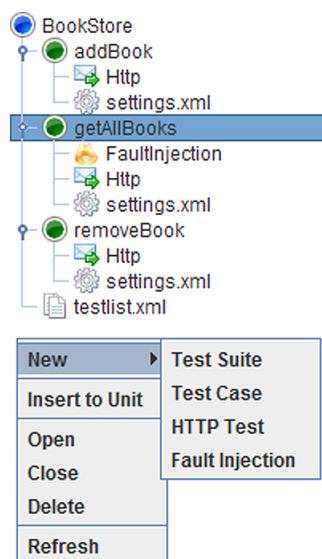 BookStore
addBook
Http
settings.xml
getAllBooks
FaultInjection
Http
settings.xml
removeBook
Http
settings.xml
testlist.xml
New
Insert to Unit
Open
Close
Delete
Refresh
Test Suite
Test Case
HTTP Test
Fault Injection